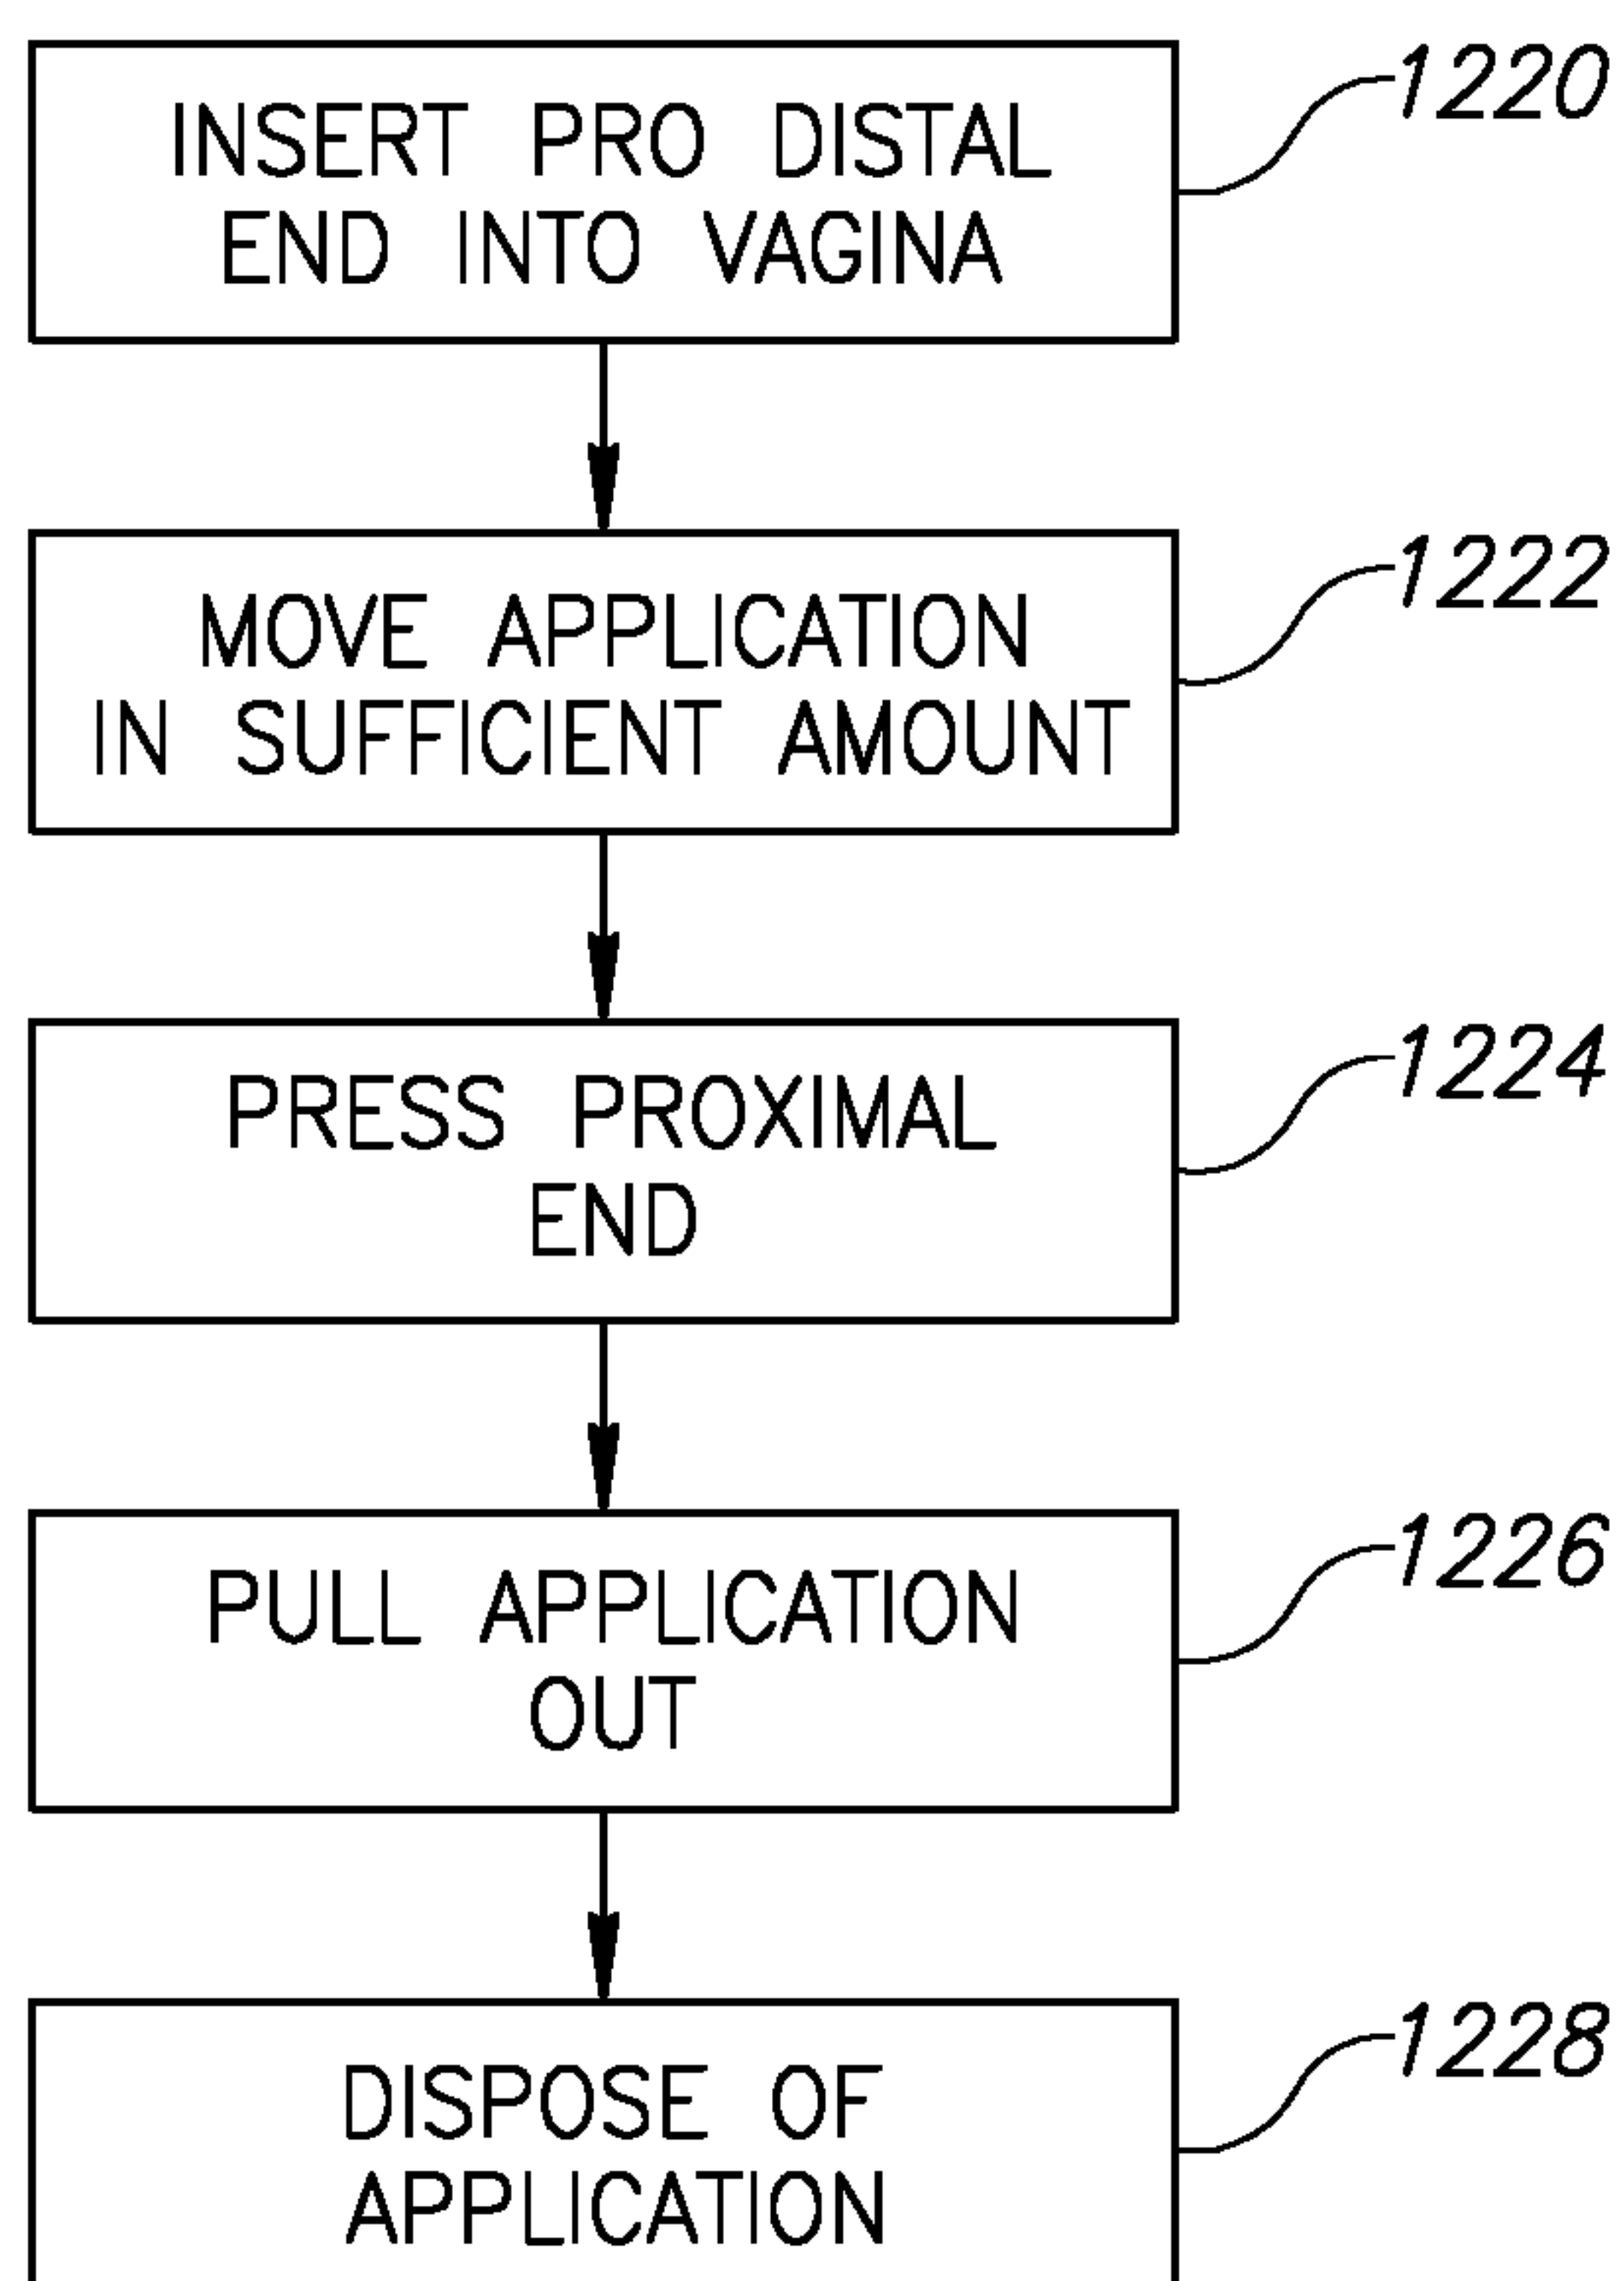 INSERT PRO DISTAL
END INTO VAGINA
1220
MOVE APPLICATION
IN SUFFICIENT AMOUNT
1222
PRESS PROXIMAL
END
1224
PULL APPLICATION
OUT
1226
DISPOSE OF
APPLICATION
1228